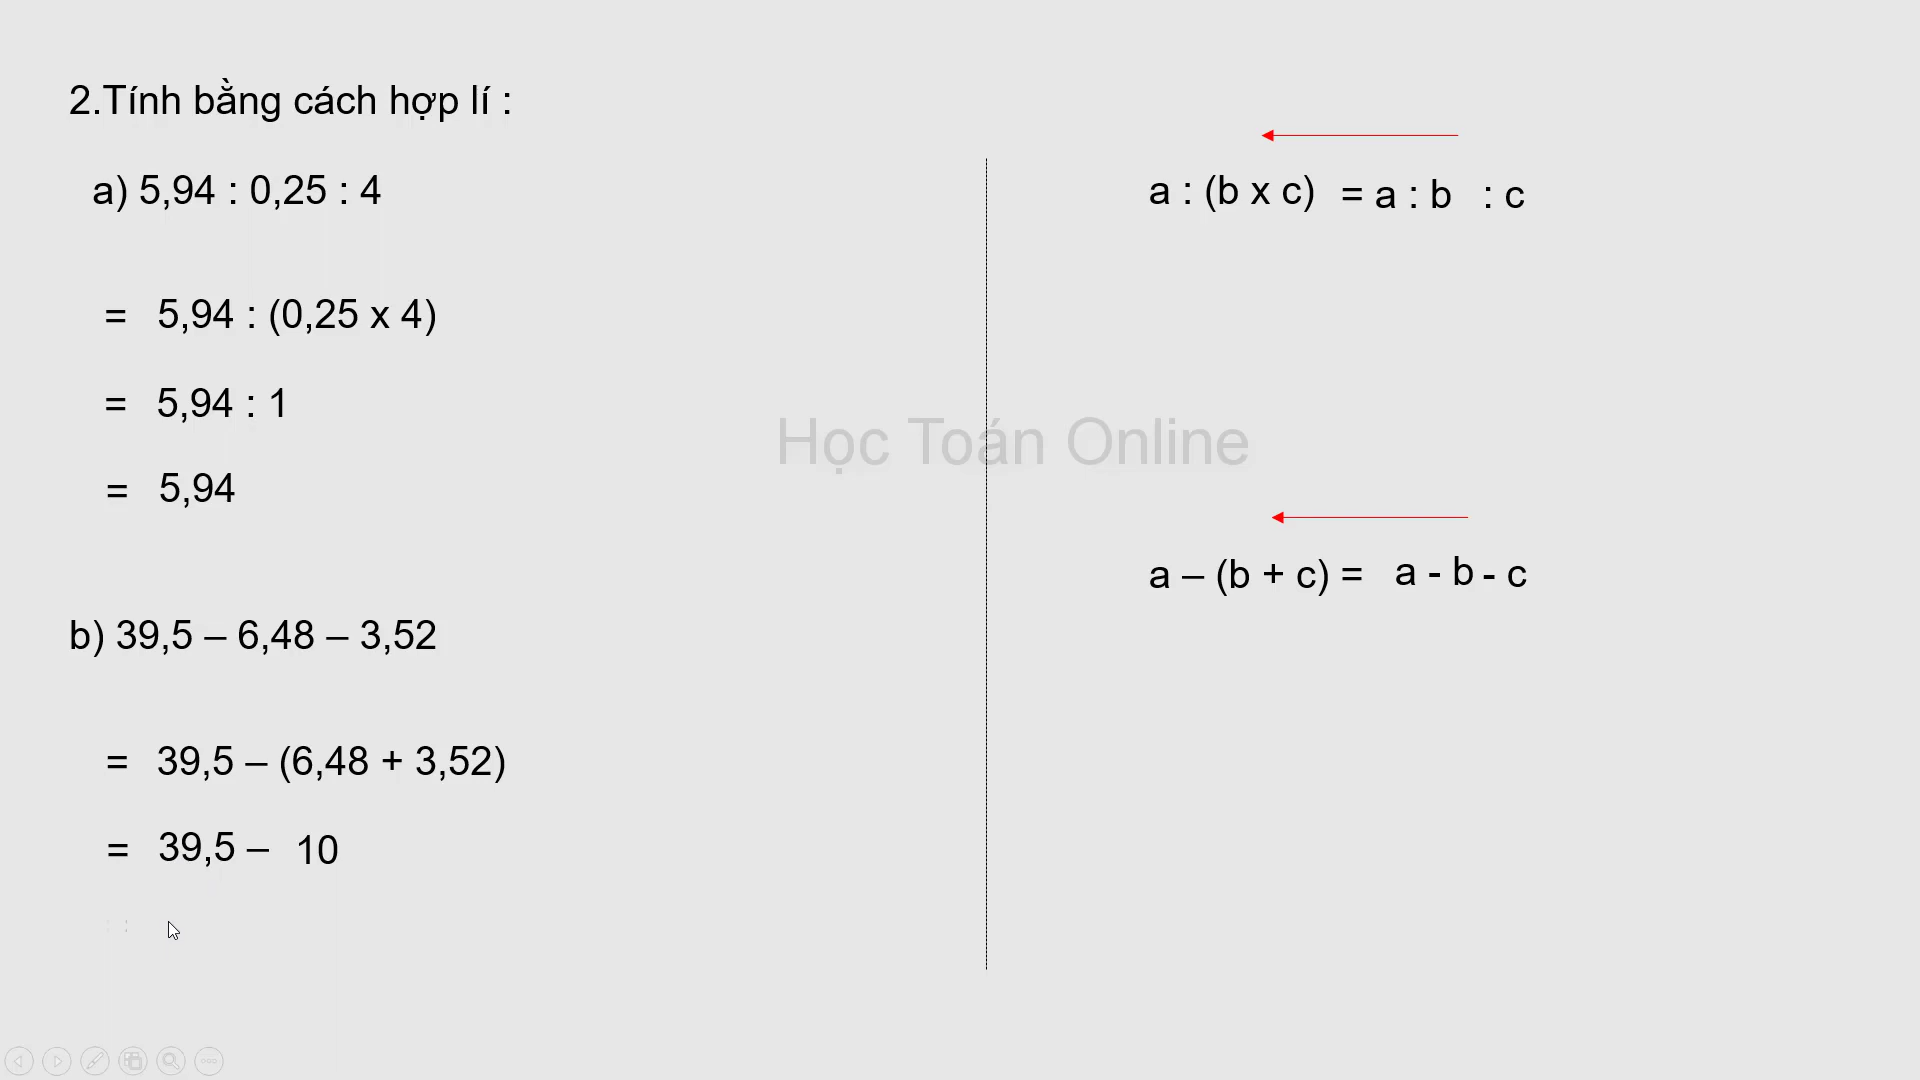 2.Tính bằng cách hợp lí :
a) 5,94 : 0,25 : 4
= 5,94 : (0,25 x 4)
= 5,94 : 1
= 5,94
b) 39,5 – 6,48 – 3,52
= 39,5 – (6,48 + 3,52)
= 39,5 – 10
Học Toán Online
a : (b x c) = a : b : c
a – (b + c) = a - b - c